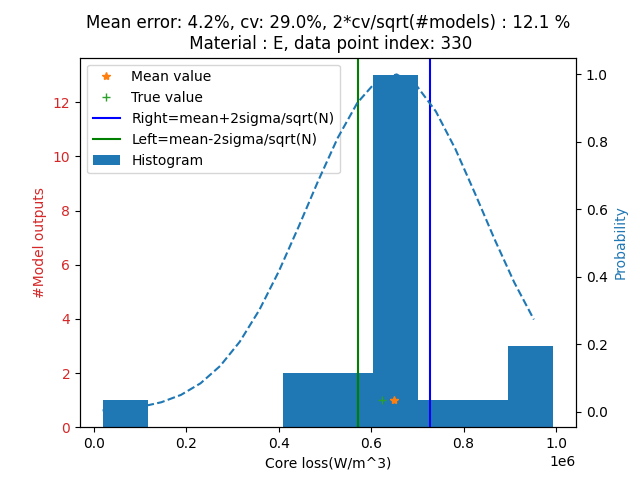 Mean error: 4.2%, cv: 29.0%, 2*cv/sqrt(#models) : 12.1 %
Material : E, data point index: 330
Mean value
True value
Right=mean+2sigma/sqrt(N)
Left=mean-2sigma/sqrt(N)
Histogram
#Model outputs
12
10
8
6
4
2
0
1.0
0.8
0.6
0.4
0.2
0.0
Probability
0.0 0.2 0.4 0.6 0.8 1.0
1e6
Core loss(W/m^3)